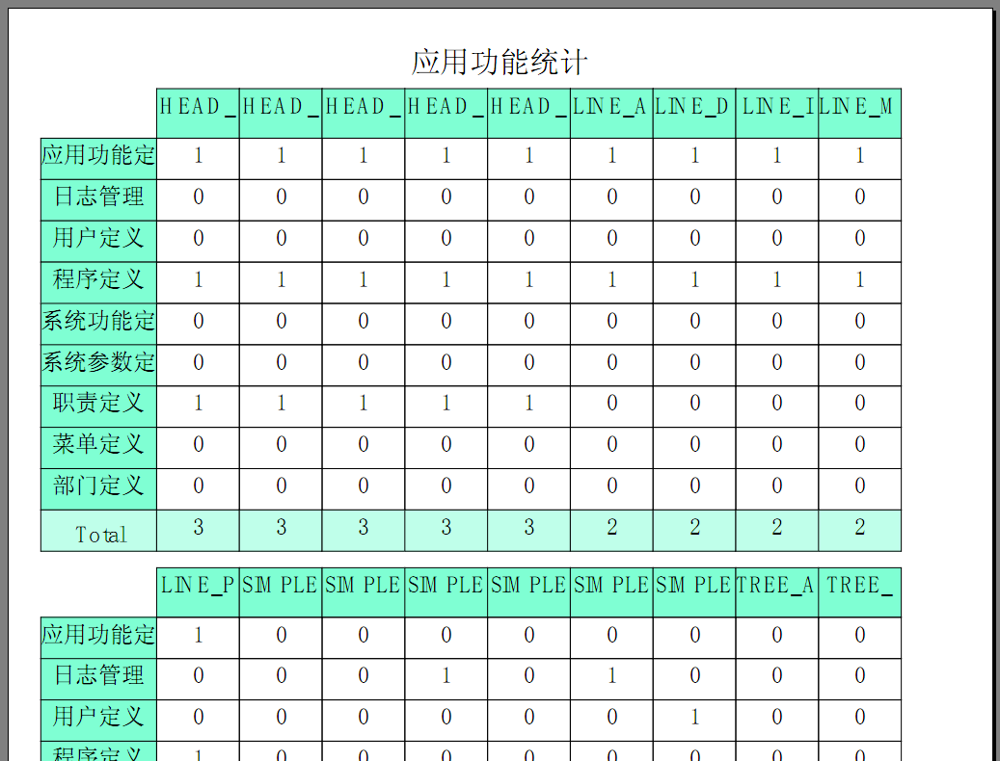 应用功能统计
HEAD_ HEAD_ HEAD_ HEAD_ HEAD_ LINE_A LINE_D LINE_I LINE_M
应用功能定 1 1 1 1 1 1 1 1 1
日志管理 0 0 0 0 0 0 0 0 0
用户定义 0 0 0 0 0 0 0 0 0
程序定义 1 1 1 1 1 1 1 1 1
系统功能定 0 0 0 0 0 0 0 0 0
系统参数定 0 0 0 0 0 0 0 0 0
职责定义 1 1 1 1 1 0 0 0 0
菜单定义 0 0 0 0 0 0 0 0 0
部门定义 0 0 0 0 0 0 0 0 0
Total 3 3 3 3 3 2 2 2 2
LINE_P SIMPLE SIMPLE SIMPLE SIMPLE SIMPLE SIMPLE TREE_A TREE_
应用功能定 1 0 0 0 0 0 0 0 0
日志管理 0 0 0 1 0 1 0 0 0
用户定义 0 0 0 0 0 0 1 0 0
程序定义 1 0 0 0 0 0 0 0 0